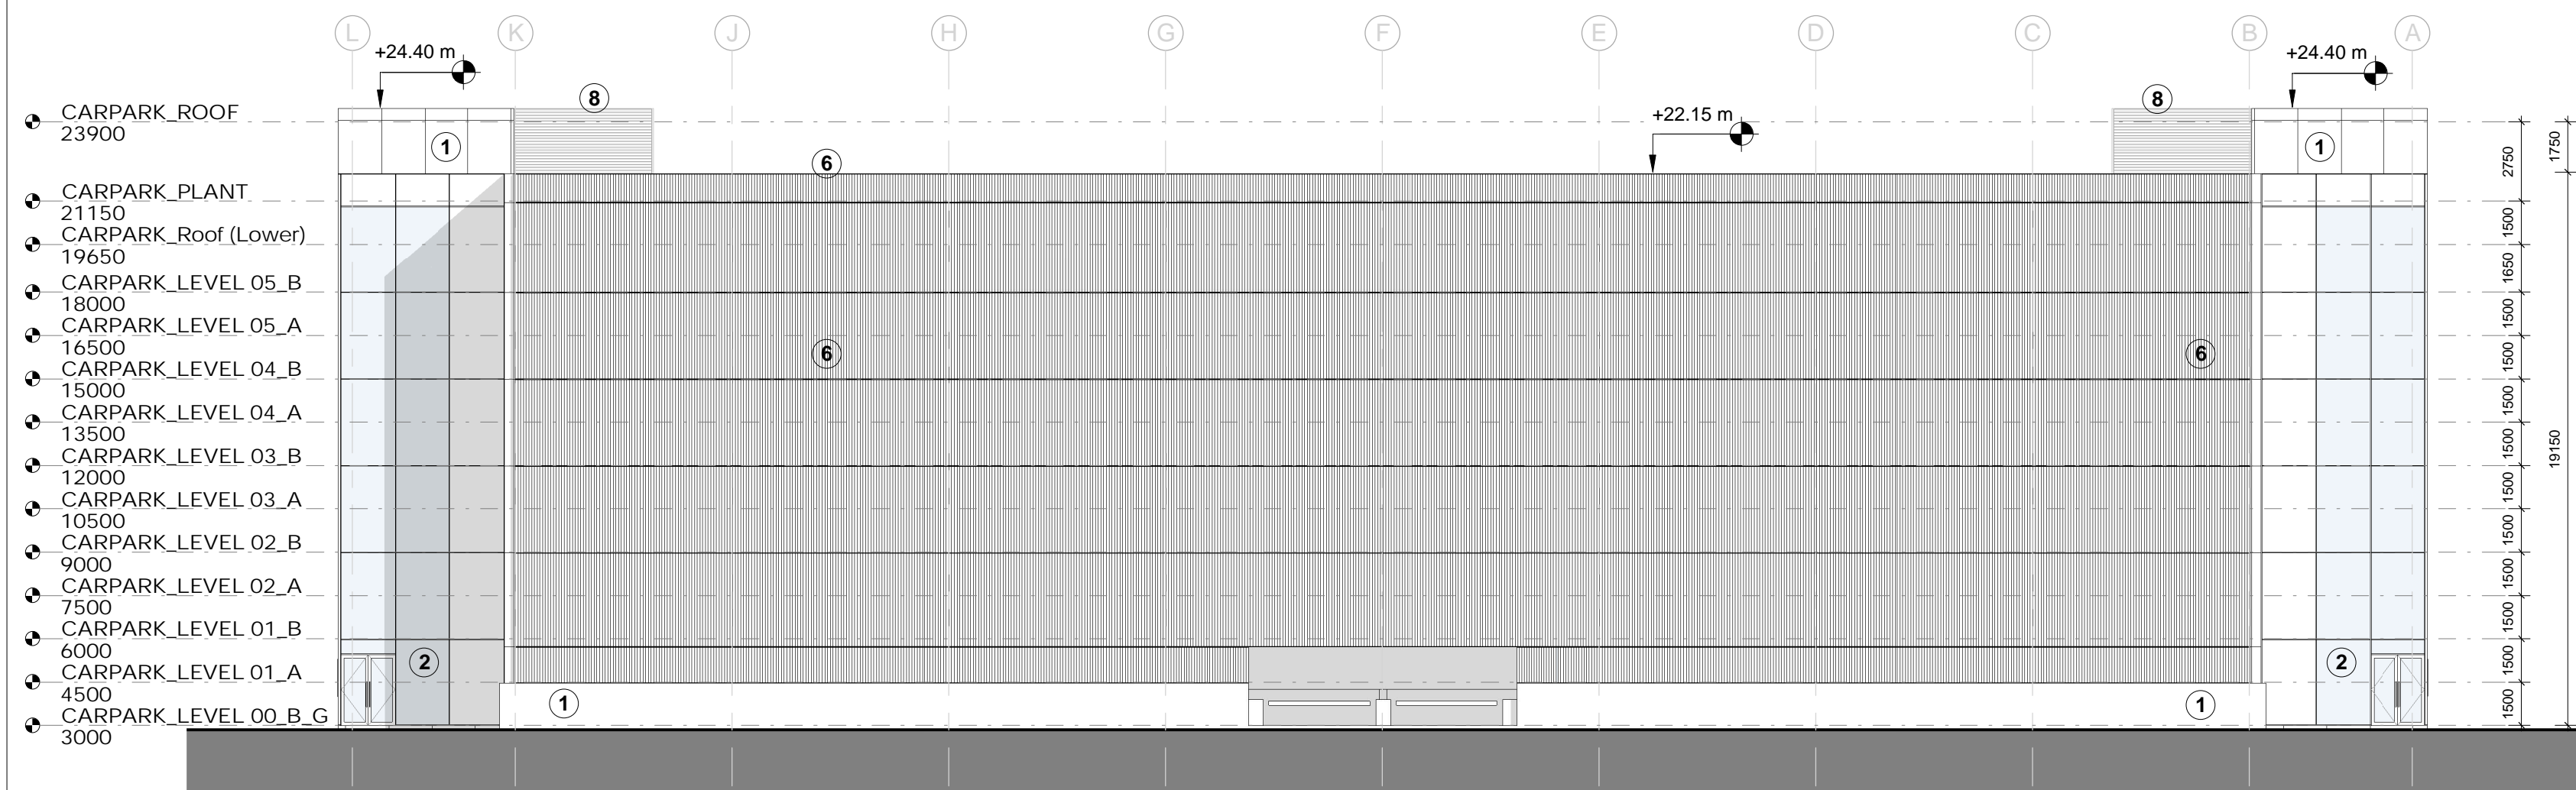 L K J H G F E D C B A
+24.40 m
+24.40 m
+22.15 m
8
8
1
1
6
6
6
2
2
1
1
CARPARK_ROOF
23900
CARPARK_PLANT
21150
CARPARK_Roof (Lower)
19650
CARPARK_LEVEL 05_B
18000
CARPARK_LEVEL 05_A
16500
CARPARK_LEVEL 04_B
15000
CARPARK_LEVEL 04_A
13500
CARPARK_LEVEL 03_B
12000
CARPARK_LEVEL 03_A
10500
CARPARK_LEVEL 02_B
9000
CARPARK_LEVEL 02_A
7500
CARPARK_LEVEL 01_B
6000
CARPARK_LEVEL 01_A
4500
CARPARK_LEVEL 00_B_G
3000
2750
1500
1650
1500
1500
1500
1500
1500
1500
1500
1500
1500
1500
1750
19150